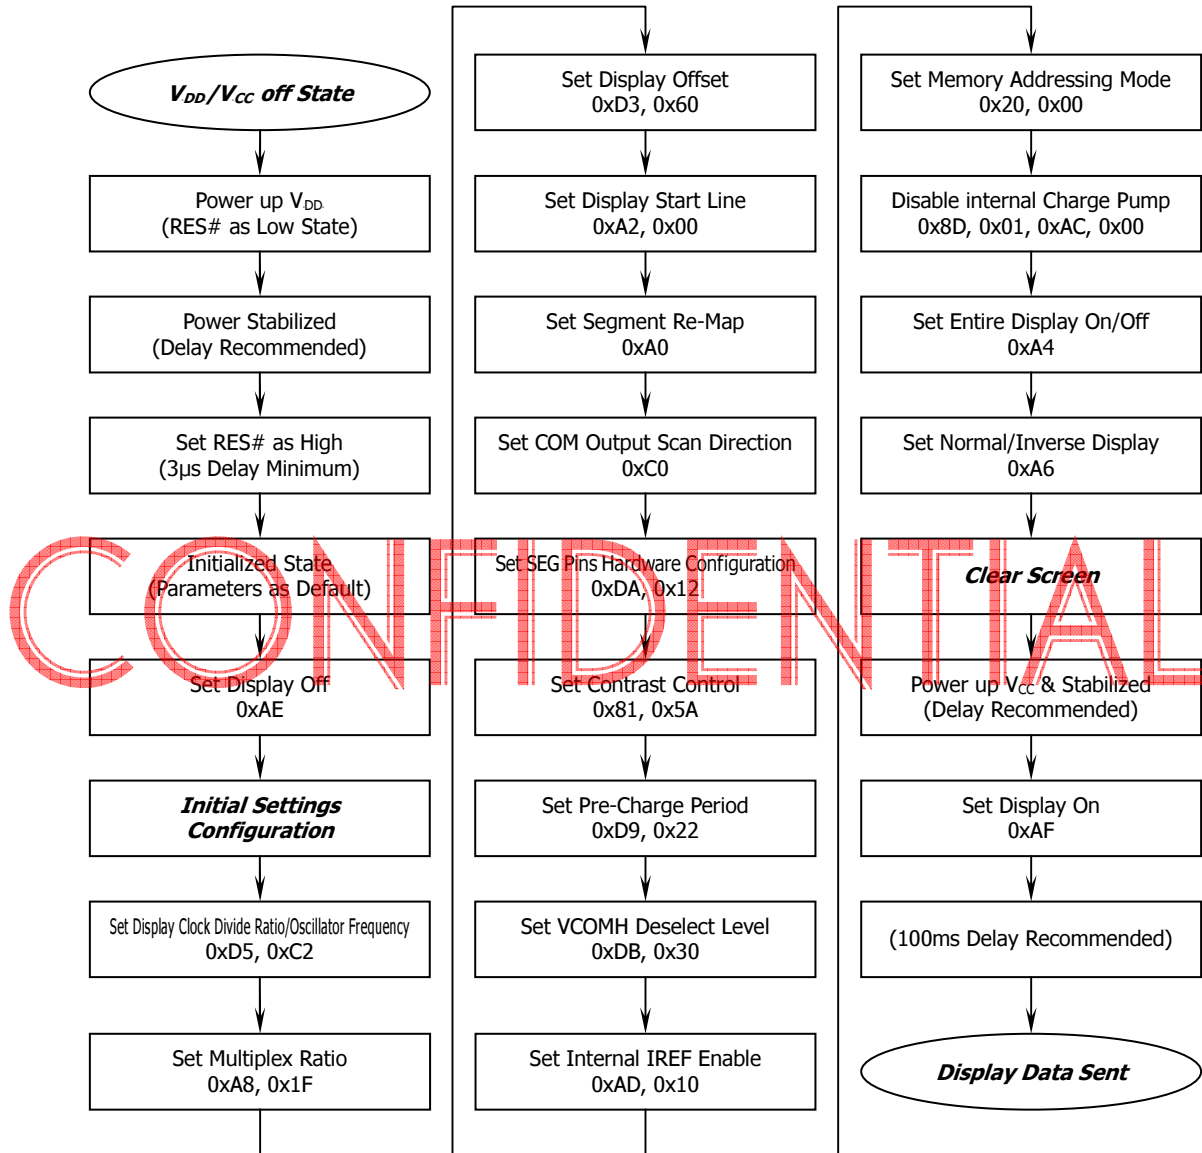 V.DD./V.CC off State
Power up V.DD.
(RES# as Low State)
Power Stabilized
(Delay Recommended)
Set RES# as High
(3μs Delay Minimum)
Initialized State
(Parameters as Default)
Set Display Off
0xAE
Initial Settings
Configuration
Set Display Clock Divide Ratio/Oscillator Frequency
0xD5, 0xC2
Set Multiplex Ratio
0xA8, 0x1F
Set Display Offset
0xD3, 0x60
Set Display Start Line
0xA2, 0x00
Set Segment Re-Map
0xA0
Set COM Output Scan Direction
0xC0
Set SEG Pins Hardware Configuration
0xDA, 0x12
Set Contrast Control
0x81, 0x5A
Set Pre-Charge Period
0xD9, 0x22
Set VCOMH Deselect Level
0xDB, 0x30
Set Internal IREF Enable
0xAD, 0x10
Set Memory Addressing Mode
0x20, 0x00
Disable internal Charge Pump
0x8D, 0x01, 0xAC, 0x00
Set Entire Display On/Off
0xA4
Set Normal/Inverse Display
0xA6
Clear Screen
Power up VCC & Stabilized
(Delay Recommended)
Set Display On
0xAF
(100ms Delay Recommended)
Display Data Sent
CONFIDENTIAL